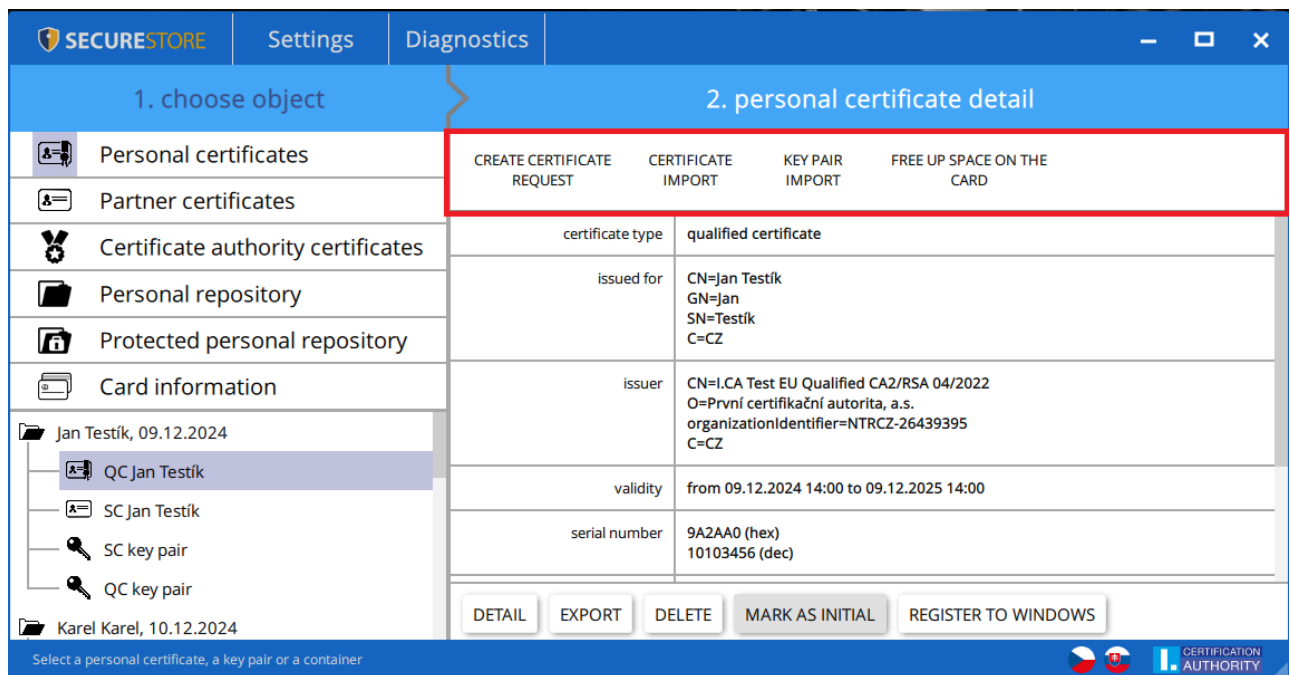 SECURESTORE
Settings
Diagnostics
1. choose object
2. personal certificate detail
Personal certificates
Partner certificates
Certificate authority certificates
Personal repository
Protected personal repository
Card information
Jan Testík, 09.12.2024
QC Jan Testík
SC Jan Testík
SC key pair
QC key pair
Karel Karel, 10.12.2024
CREATE CERTIFICATE
REQUEST
CERTIFICATE
IMPORT
KEY PAIR
IMPORT
FREE UP SPACE ON THE
CARD
certificate type
qualified certificate
issued for
CN=Jan Testík
GN=Jan
SN=Testík
C=CZ
issuer
CN=I.CA Test EU Qualified CA2/RSA 04/2022
O=První certifikační autorita, a.s.
organizationIdentifier=NTRCZ-26439395
C=CZ
validity
from 09.12.2024 14:00 to 09.12.2025 14:00
serial number
9A2AA0 (hex)
10103456 (dec)
DETAIL
EXPORT
DELETE
MARK AS INITIAL
REGISTER TO WINDOWS
Select a personal certificate, a key pair or a container
CERTIFICATION
AUTHORITY